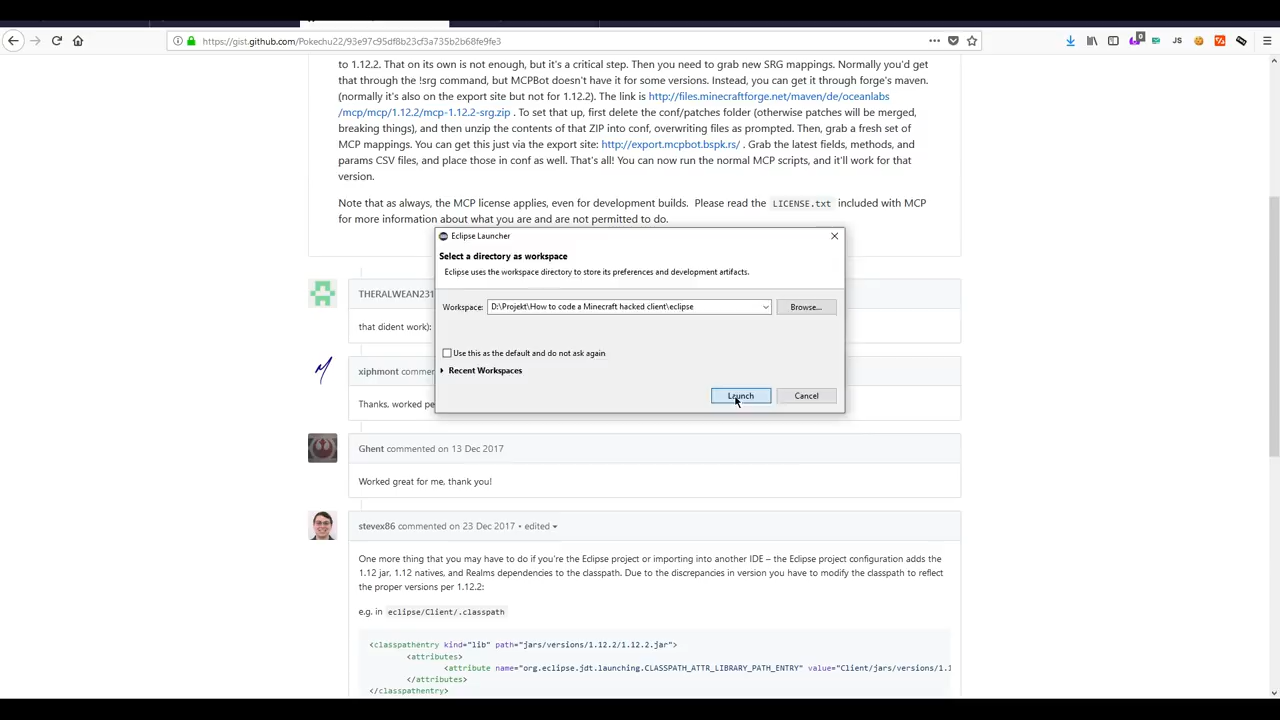 https://gist.github.com/Pokechu22/93e97c95df8b23cf3a735b2b68fe9fe3
JS
to 1.12.2. That on its own is not enough, but it's a critical step. Then you need to grab new SRG mappings. Normally you'd
get that through the !srg command, but MCPBot doesn't have it for some versions. Instead, you can get it through forge's maven.
(normally it's also on the export site but not for 1.12.2). The link is http://files.minecraftforge.net/maven/de/oceanlabs
/mcp/mcp/1.12.2/mcp-1.12.2-srg.zip . To set that up, first delete the conf/patches folder (otherwise patches will be merged,
breaking things), and then unzip the contents of that ZIP into conf, overwriting files as prompted. Then, grab a fresh set of
MCP mappings. You can get this just via the export site: http://export.mcpbot.bspk.rs/ . Grab the latest fields, methods, and
params CSV files, and place those in conf as well. That's all! You can now run the normal MCP scripts, and it'll work for that
version.
Note that as always, the MCP license applies, even for development builds. Please read the LICENSE.txt included with MCP
for more information about what you are and are not permitted to do.
Eclipse Launcher
Select a directory as workspace
Eclipse uses the workspace directory to store its preferences and development artifacts.
Workspace: D:\Projekt\How to code a Minecraft hacked client\eclipse Browse...
Use this as the default and do not ask again
Recent Workspaces
Launch Cancel
THERALWEAN231
that dident work):
xiphmont comme
Thanks, worked pe
Ghent commented on 13 Dec 2017
Worked great for me, thank you!
stevex86 commented on 23 Dec 2017 • edited
One more thing that you may have to do if you're the Eclipse project or importing into another IDE – the Eclipse project configuration adds the
1.12 jar, 1.12 natives, and Realms dependencies to the classpath. Due to the discrepancies in version you have to modify the classpath to reflect
the proper versions per 1.12.2:
e.g. in eclipse/Client/.classpath
<classpathentry kind="lib" path="jars/versions/1.12.2/1.12.2.jar">
<attributes>
<attribute name="org.eclipse.jdt.launching.CLASSPATH_ATTR_LIBRARY_PATH_ENTRY" value="Client/jars/versions/1.1
</attributes>
</classpathentry>